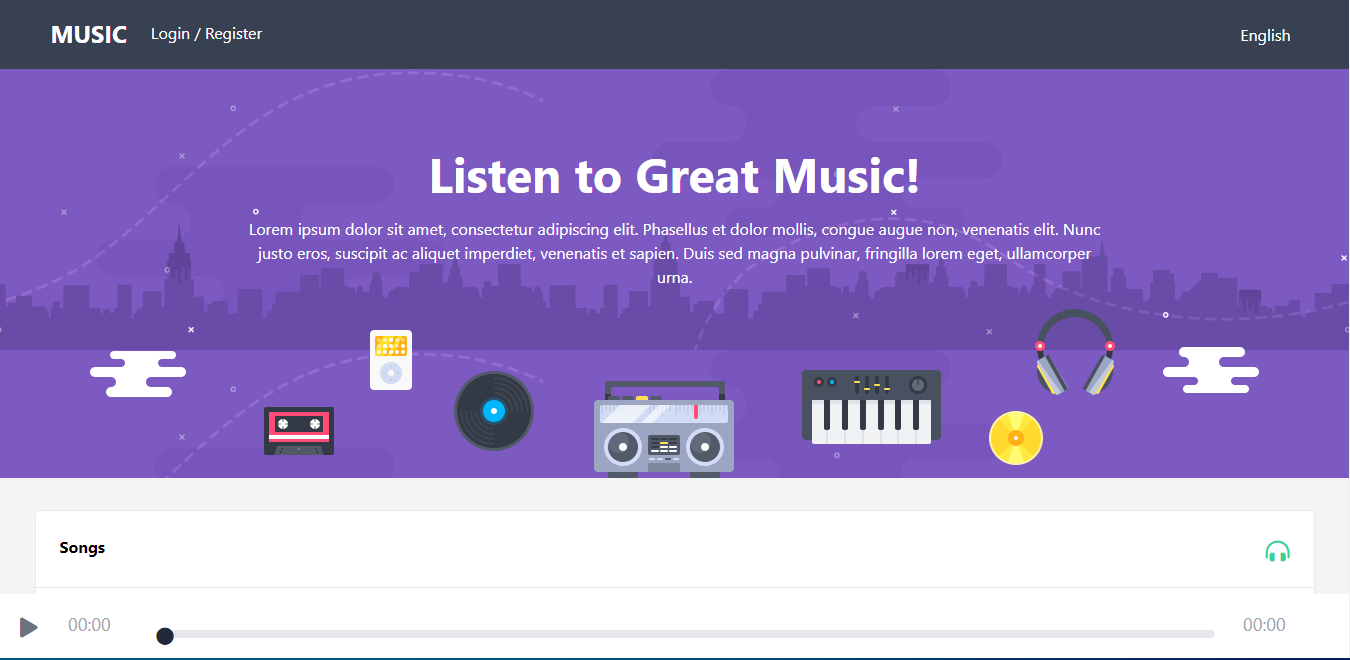 MUSIC Login / Register English
Listen to Great Music!
Lorem ipsum dolor sit amet, consectetur adipiscing elit. Phasellus et dolor mollis, congue augue non, venenatis elit. Nunc
justo eros, suscipit ac aliquet imperdiet, venenatis et sapien. Duis sed magna pulvinar, fringilla lorem eget, ullamcorper
urna.
Songs
00:00 00:00